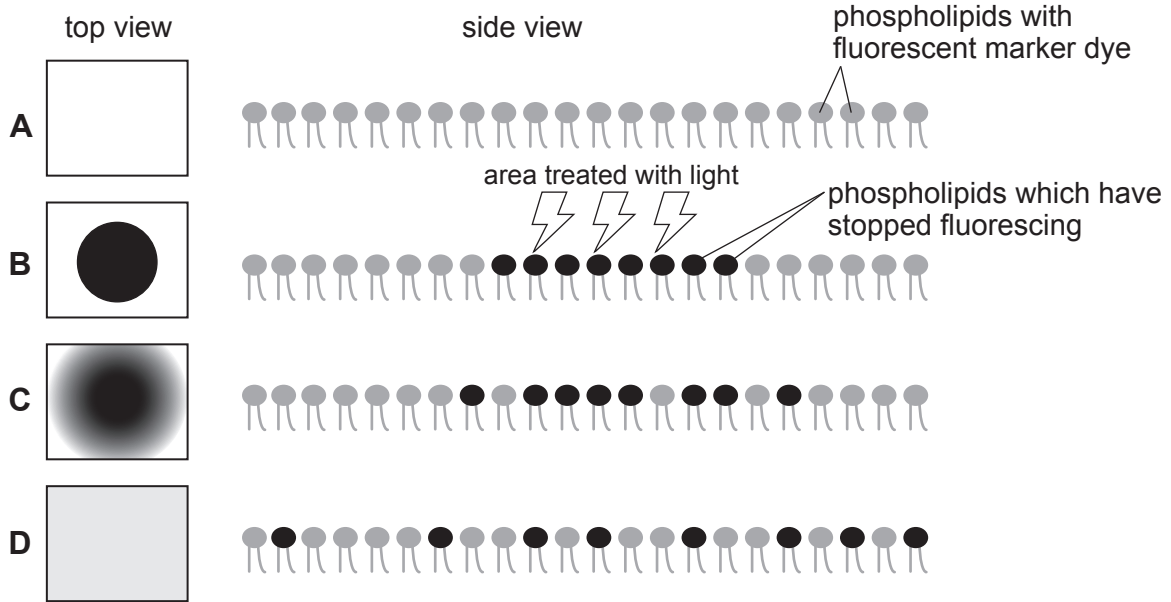 top view
side view
phospholipids with
fluorescent marker dye
A
area treated with light
phospholipids which have
stopped fluorescing
B
C
D